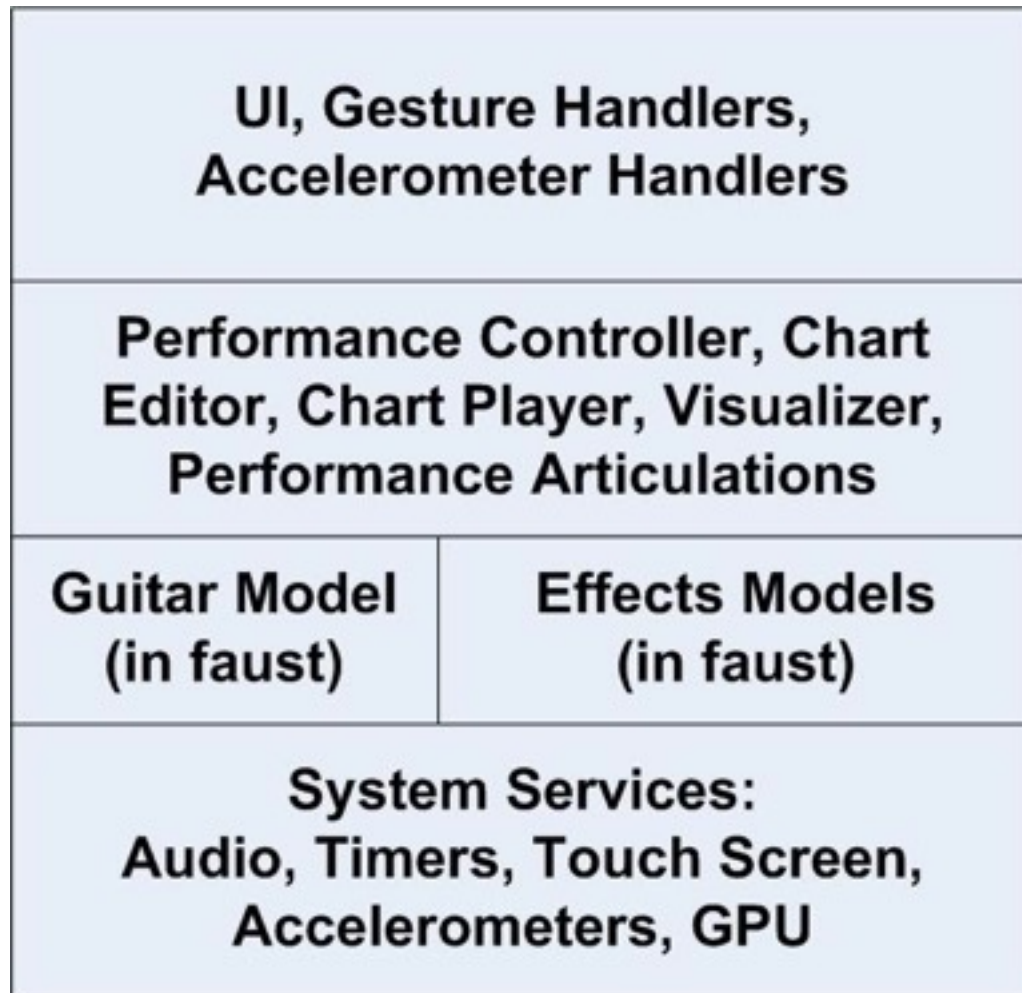 UI, Gesture Handlers,
Accelerometer Handlers
Performance Controller, Chart
Editor, Chart Player, Visualizer,
Performance Articulations
Guitar Model
(in faust)
Effects Models
(in faust)
System Services:
Audio, Timers, Touch Screen,
Accelerometers, GPU